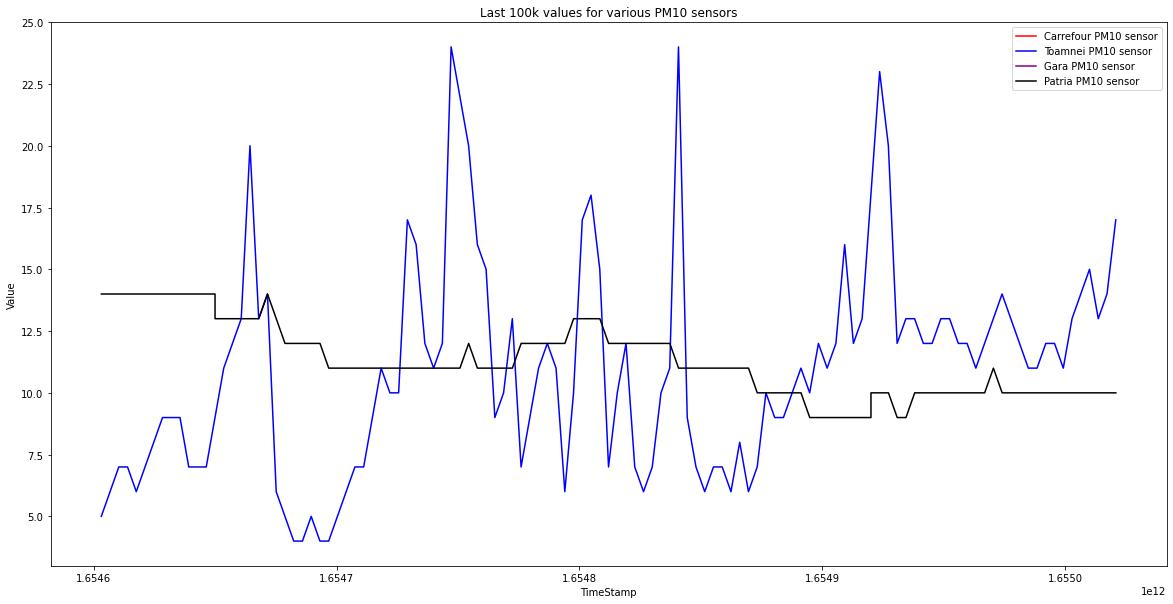 Last 100k values for various PM10 sensors
Carrefour PM10 sensor
Toamnei PM10 sensor
Gara PM10 sensor
Patria PM10 sensor
Value
25.0
22.5
20.0
17.5
15.0
12.5
10.0
7.5
5.0
1.6546 1.6547 1.6548 1.6549 1.6550
TimeStamp
1e12